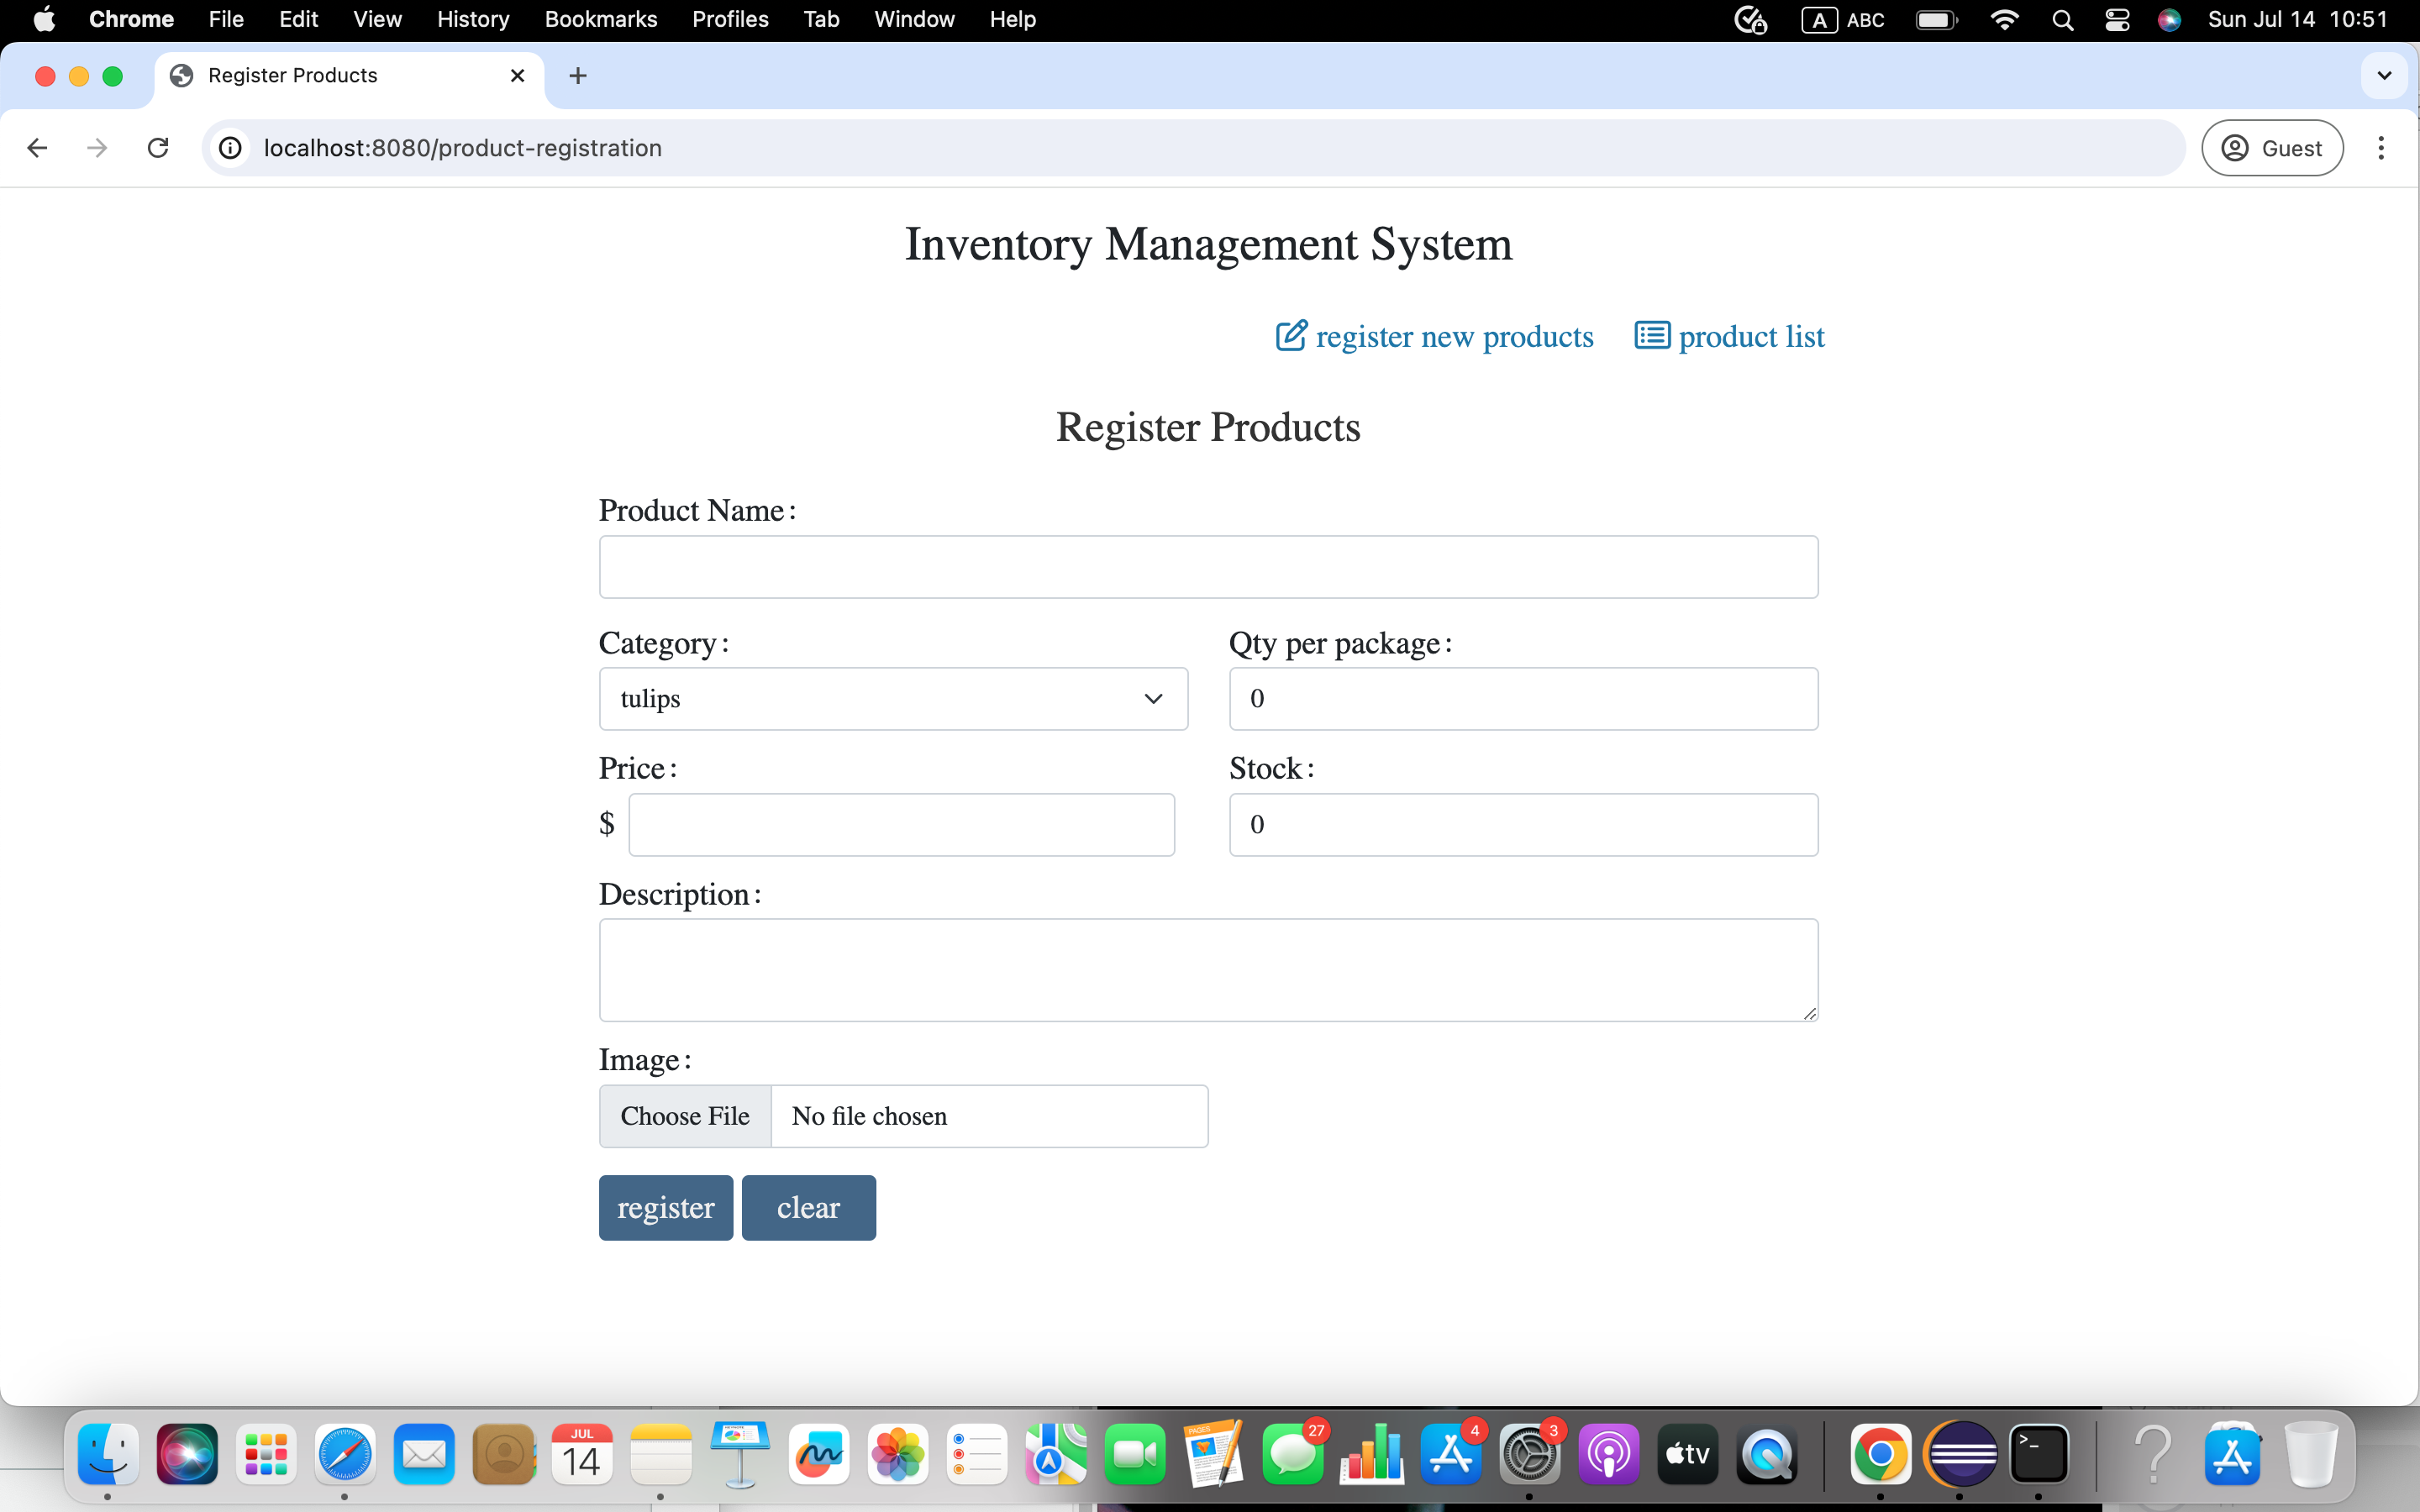 Chrome File Edit View History Bookmarks Profiles Tab Window Help A ABC Sun Jul 14 10:51
Register Products
localhost:8080/product-registration Guest
Inventory Management System
register new products product list
Register Products
Product Name:
Category: Qty per package:
tulips 0
Price: Stock:
$ 0
Description:
Image:
Choose File No file chosen
register clear
JUL
14
PAGES
27
4
3
tv
>_